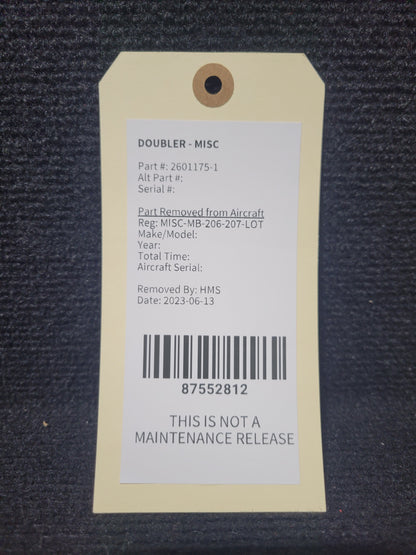 DOUBLER - MISC
Part #: 2601175-1
Alt Part #:
Serial #:
Part Removed from Aircraft
Reg: MISC-MB-206-207-LOT
Make/Model:
Year:
Total Time:
Aircraft Serial:
Removed By: HMS
Date: 2023-06-13
87552812
THIS IS NOT A
MAINTENANCE RELEASE